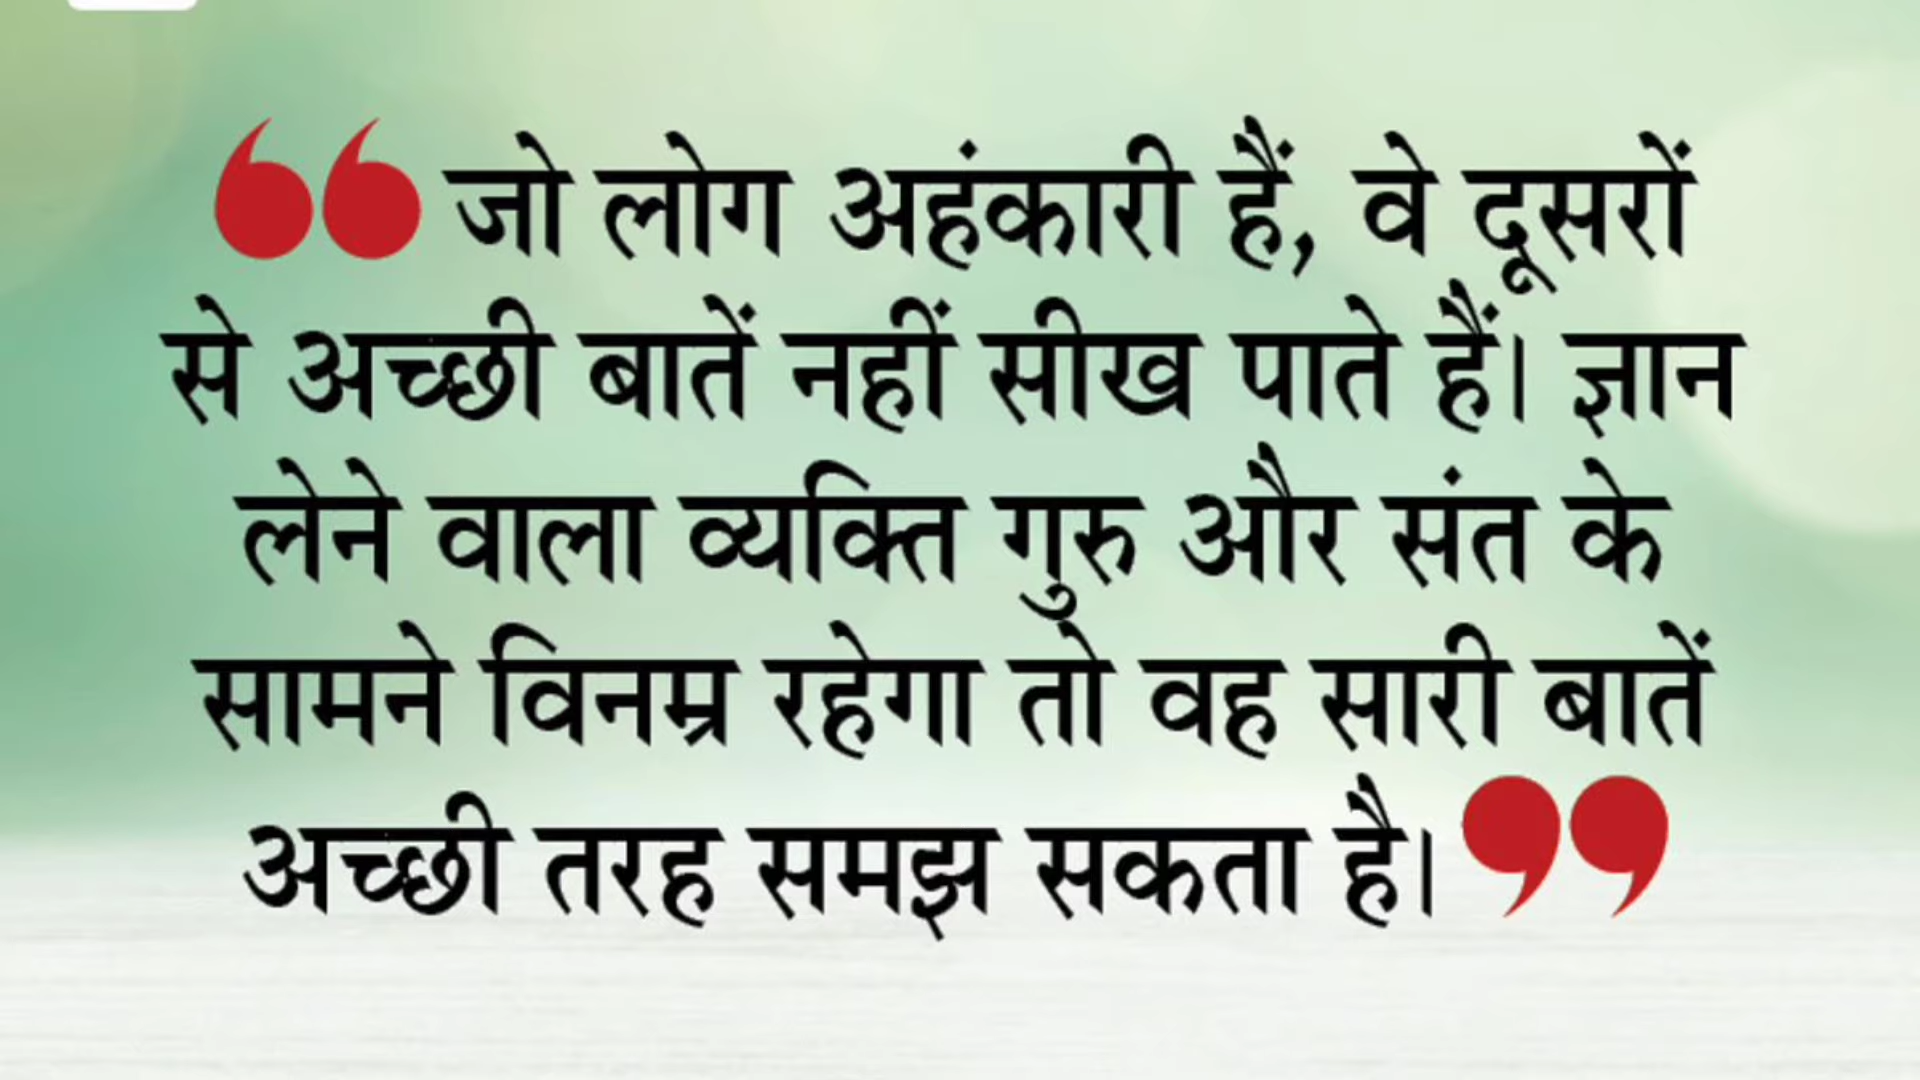 “जो लोग अहंकारी हैं, वे दूसरों
से अच्छी बातें नहीं सीख पाते हैं। ज्ञान
लेने वाला व्यक्ति गुरु और संत के
सामने विनम्र रहेगा तो वह सारी बातें
अच्छी तरह समझ सकता है।”